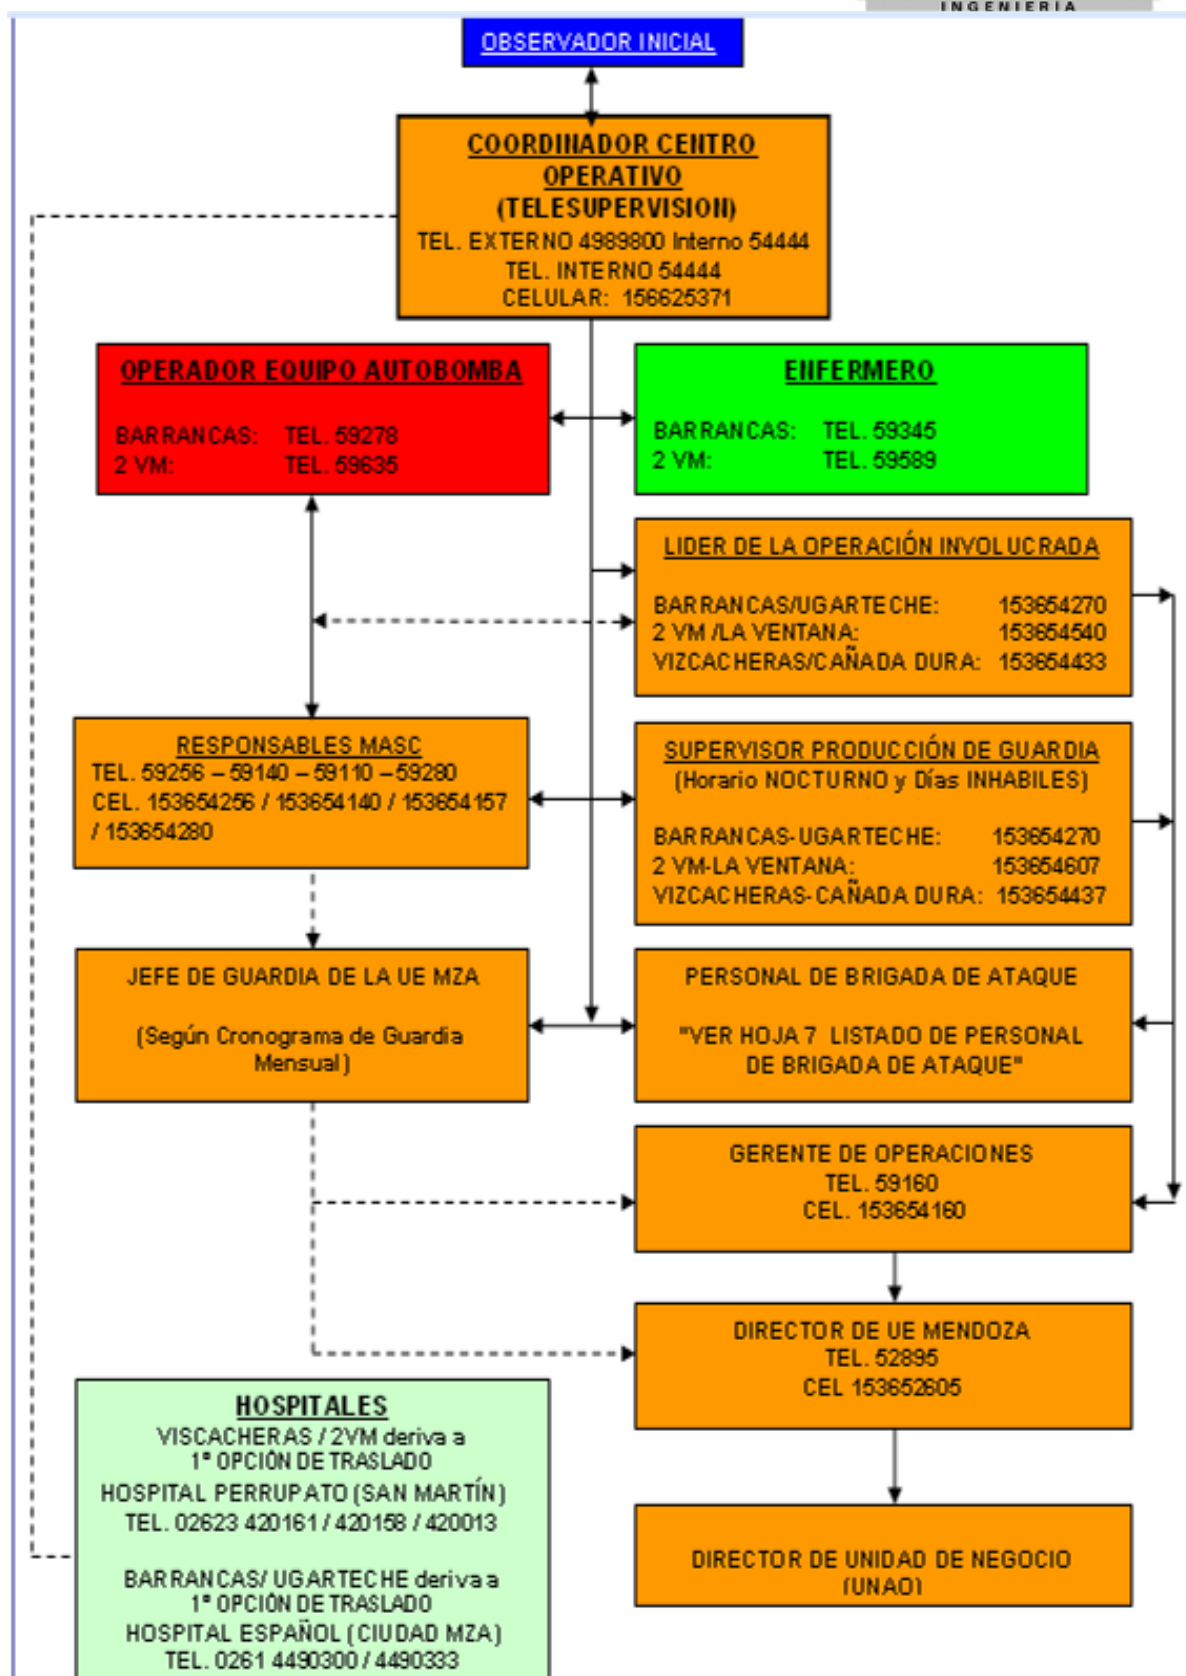 INGENIERIA
OBSERVADOR INICIAL
COORDINADOR CENTRO
OPERATIVO
(TELESUPERVISION)
TEL. EXTERNO 4989800 Interno 54444
TEL. INTERNO 54444
CELULAR: 156625371
OPERADOR EQUIPO AUTOBOMBA
BARRANCAS: TEL. 59278
2 VM: TEL. 59635
ENFERMERO
BARRANCAS: TEL. 59345
2 VM: TEL. 59589
LIDER DE LA OPERACIÓN INVOLUCRADA
BARRANCAS/UGARTECHE: 153654270
2 VM /LA VENTANA: 153654540
VIZCACHERAS/CAÑADA DURA: 153654433
RESPONSABLES MASC
TEL. 59256 – 59140 – 59110 – 59280
CEL. 153654256 / 153654140 / 153654157
/ 153654280
SUPERVISOR PRODUCCIÓN DE GUARDIA
(Horario NOCTURNO y Días INHABILES)
BARRANCAS-UGARTECHE: 153654270
2 VM-LA VENTANA: 153654607
VIZCACHERAS-CAÑADA DURA: 153654437
JEFE DE GUARDIA DE LA UE MZA
(Según Cronograma de Guardia
Mensual)
PERSONAL DE BRIGADA DE ATAQUE
"VER HOJA 7 LISTADO DE PERSONAL
DE BRIGADA DE ATAQUE"
GERENTE DE OPERACIONES
TEL. 59160
CEL. 153654160
DIRECTOR DE UE MENDOZA
TEL. 52895
CEL 153652605
HOSPITALES
VISCACHERAS / 2VM deriva a
1ª OPCIÓN DE TRASLADO
HOSPITAL PERRUPATO (SAN MARTÍN)
TEL. 02623 420161 / 420158 / 420013
BARRANCAS/ UGARTECHE deriva a
1ª OPCIÓN DE TRASLADO
HOSPITAL ESPAÑOL (CIUDAD MZA)
TEL. 0261 4490300 / 4490333
DIRECTOR DE UNIDAD DE NEGOCIO
(UNAO)